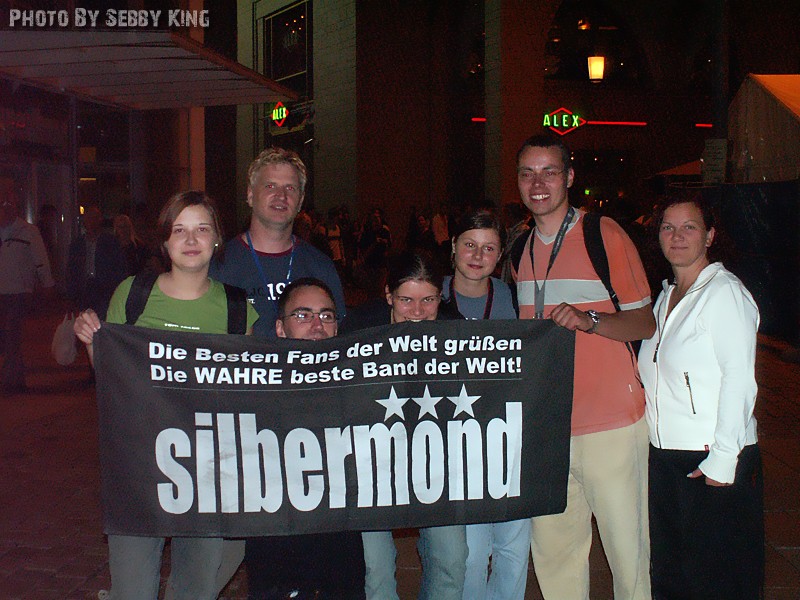 Photo By Sebby King
ALEX
ALEX
Die Besten Fans der Welt grüßen
Die WAHRE beste Band der Welt!
silbermond